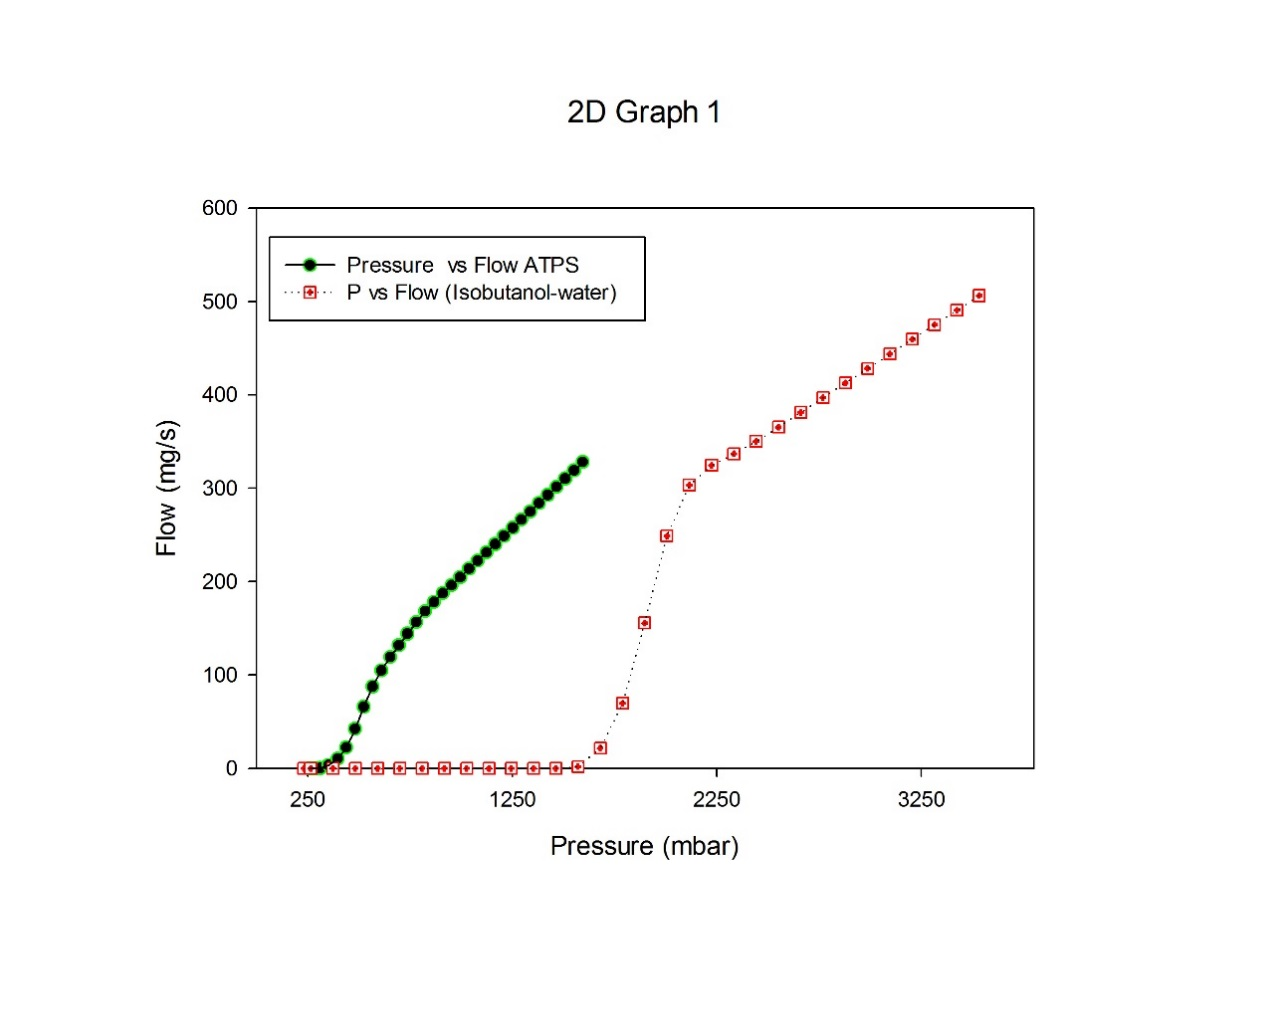 2D Graph 1
600
500
400
300
200
100
0
Flow (mg/s)
Pressure vs Flow ATPS
P vs Flow (Isobutanol-water)
250 1250 2250 3250
Pressure (mbar)